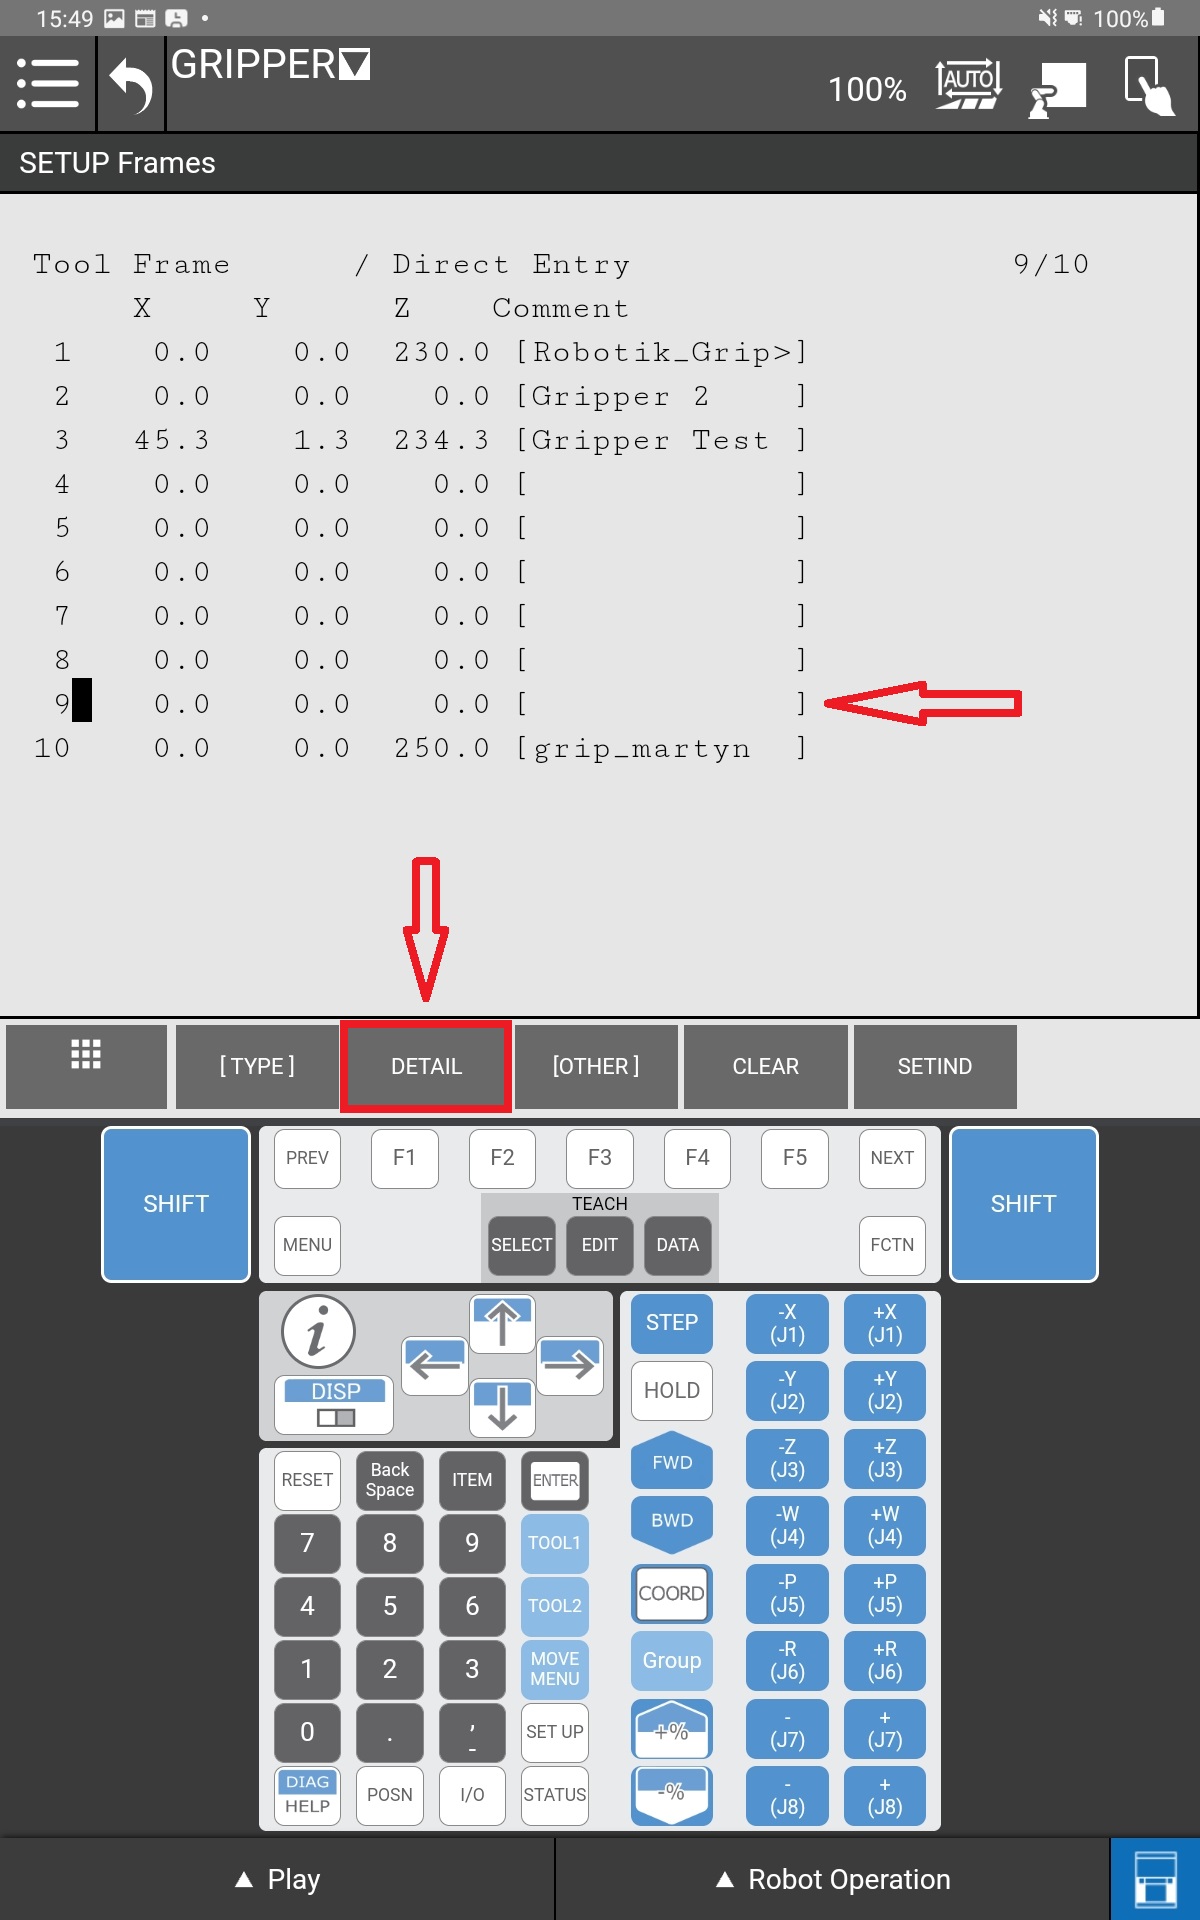 15:49 100%
GRIPPER
100% AUTO
SETUP Frames
Tool Frame / Direct Entry 9/10
X Y Z Comment
1 0.0 0.0 230.0 [Robotik_Grip>]
2 0.0 0.0 0.0 [Gripper 2 ]
3 45.3 1.3 234.3 [Gripper Test ]
4 0.0 0.0 0.0 [ ]
5 0.0 0.0 0.0 [ ]
6 0.0 0.0 0.0 [ ]
7 0.0 0.0 0.0 [ ]
8 0.0 0.0 0.0 [ ]
9 0.0 0.0 0.0 [ ]
10 0.0 0.0 250.0 [grip_martyn ]
[ TYPE ] DETAIL [OTHER ] CLEAR SETIND
PREV F1 F2 F3 F4 F5 NEXT
SHIFT SHIFT
TEACH
MENU SELECT EDIT DATA FCTN
i
DISP
STEP
HOLD
FWD
BWD
COORD
Group
+%
-%
-X
(J1)
+X
(J1)
-Y
(J2)
+Y
(J2)
-Z
(J3)
+Z
(J3)
-W
(J4)
+W
(J4)
-P
(J5)
+P
(J5)
-R
(J6)
+R
(J6)
-
(J7)
+
(J7)
-
(J8)
+
(J8)
RESET Back
Space ITEM ENTER
7 8 9 TOOL1
4 5 6 TOOL2
1 2 3 MOVE
MENU
0 . , - SET UP
DIAG
HELP POSN I/O STATUS
▲ Play ▲ Robot Operation